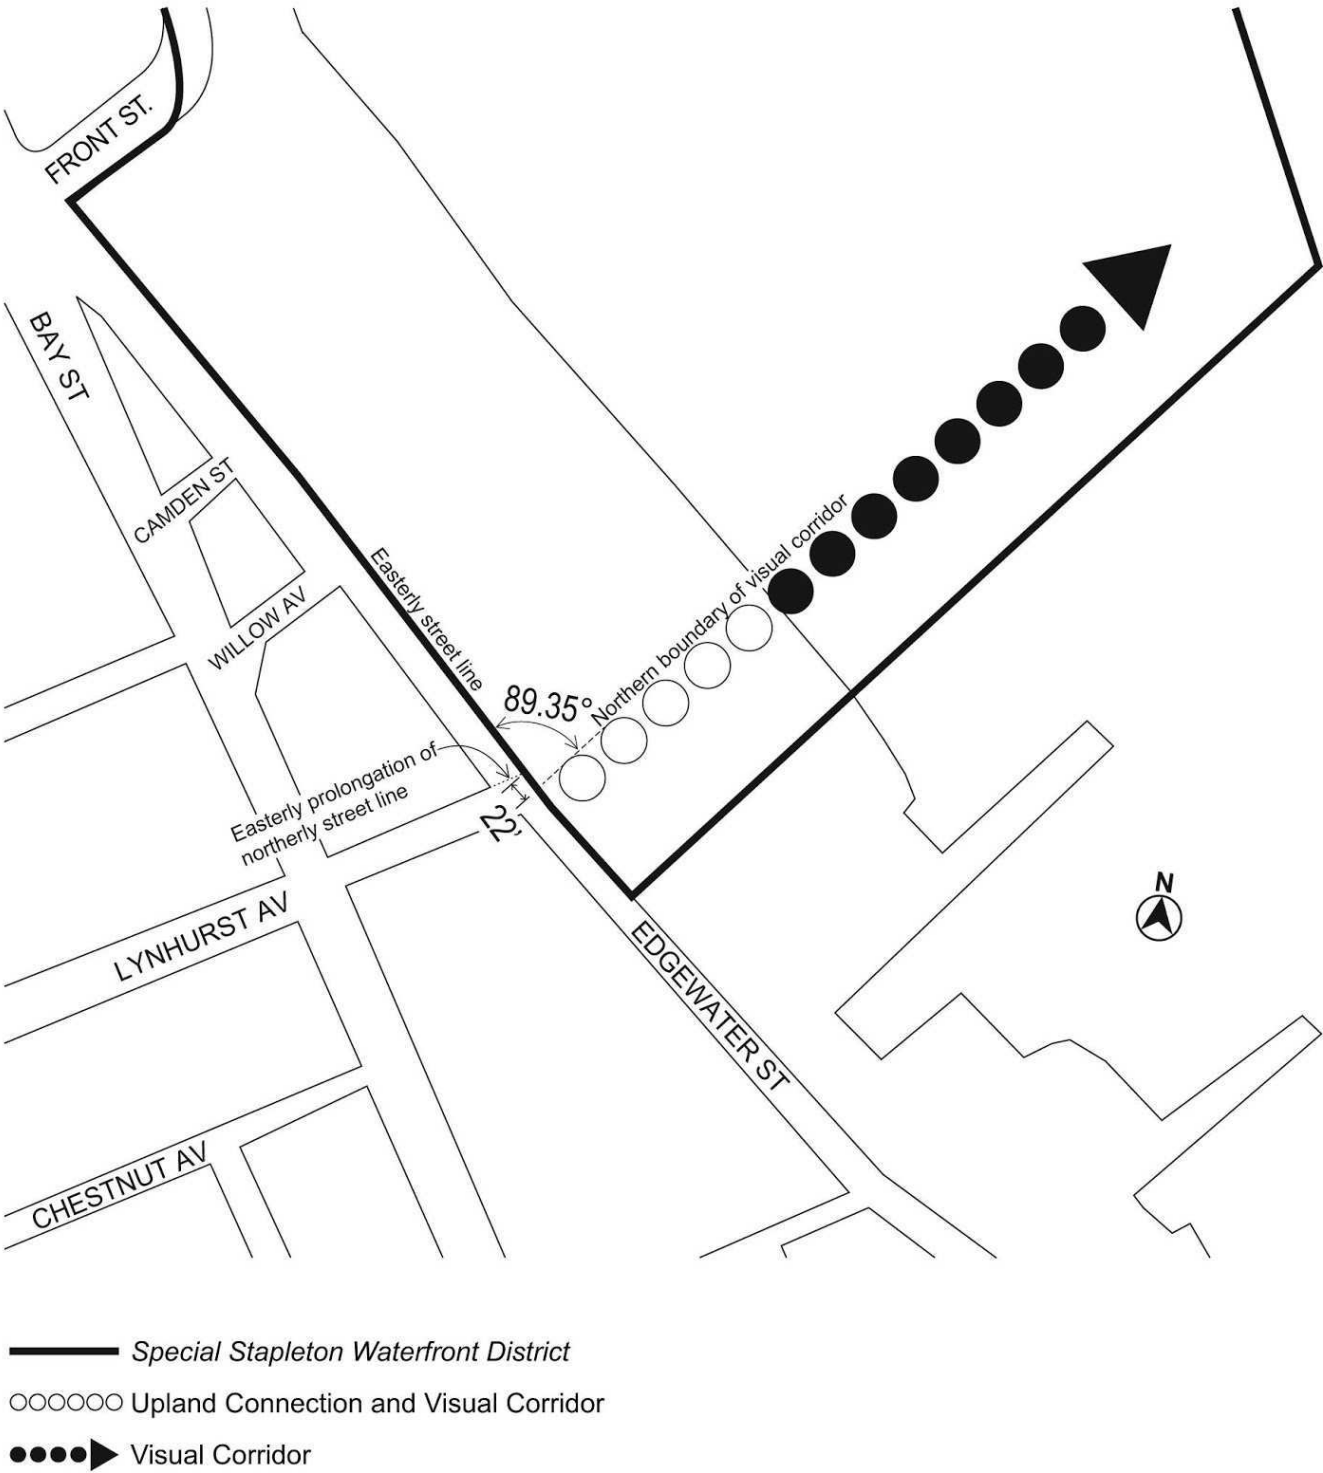 FRONT ST.
BAY ST
CAMDEN ST
WILLOW AV
Easterly street line
Northern boundary of visual corridor
89.35°
Easterly prolongation of
northerly street line
22'
LYNHURST AV
N
EDGEWATER ST
CHESTNUT AV
Special Stapleton Waterfront District
Upland Connection and Visual Corridor
Visual Corridor